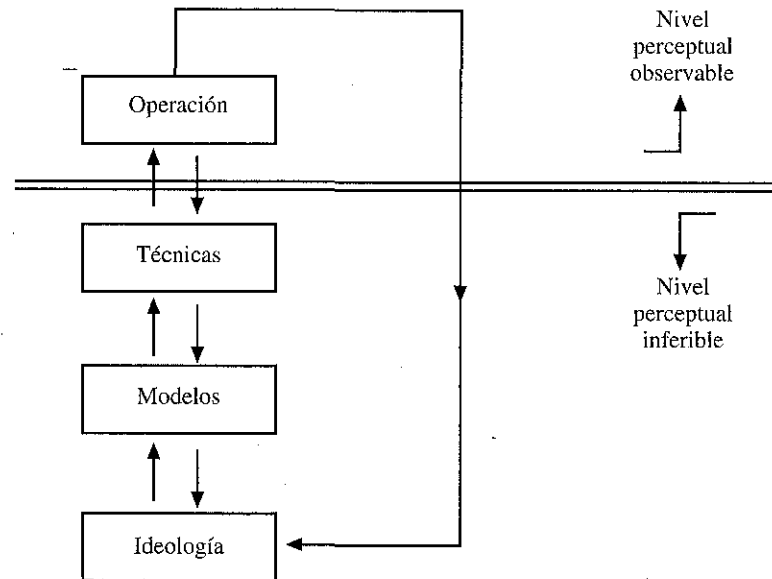 Nivel
perceptual
observable
Operación
Técnicas
Nivel
perceptual
inferible
Modelos
Ideología